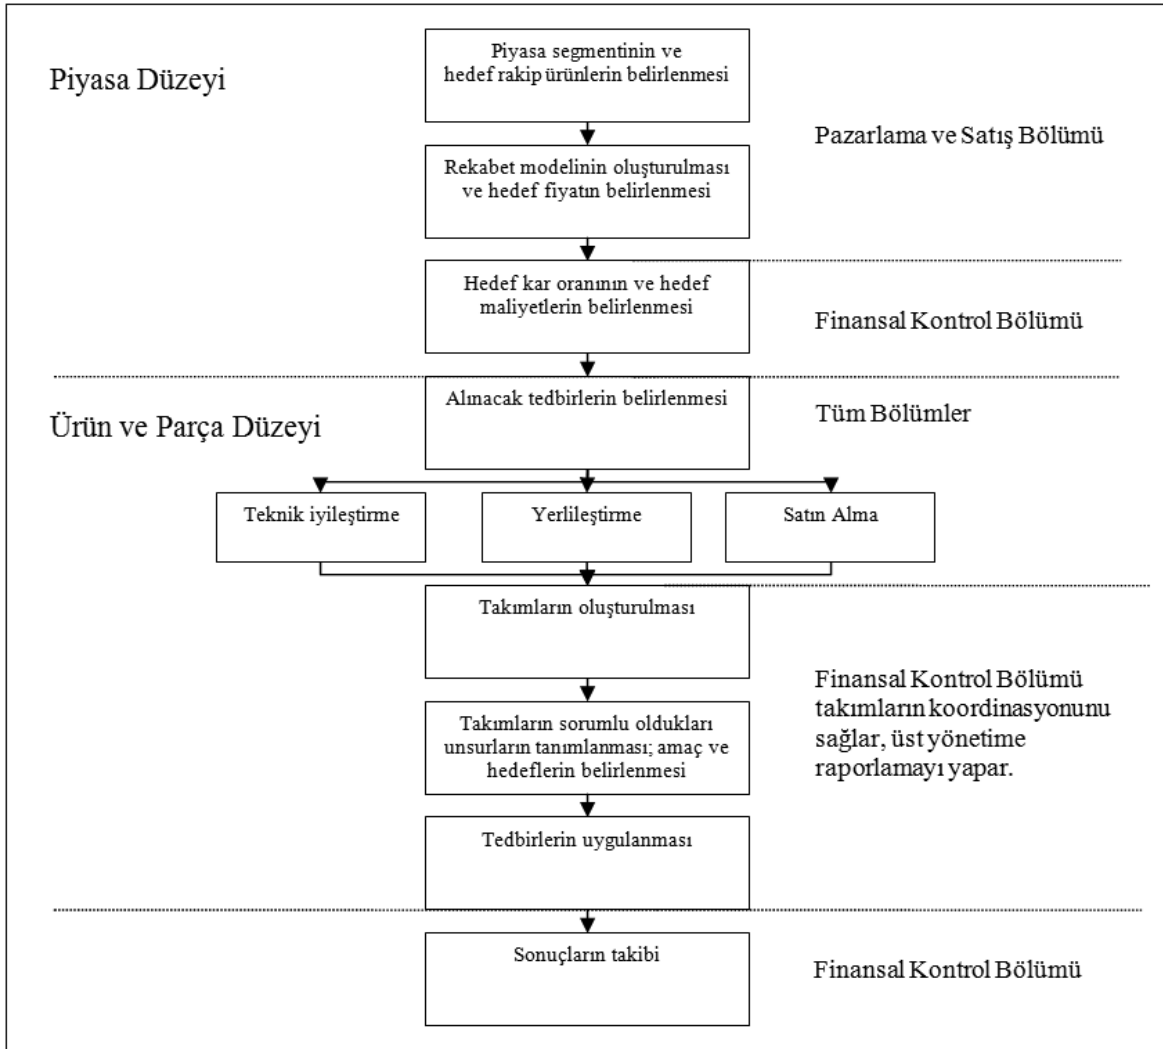 Piyasa Düzeyi
Piyasa segmentinin ve
hedef rakip ürünlerin belirlenmesi
Pazarlama ve Satış Bölümü
Rekabet modelinin oluşturulması
ve hedef fiyatın belirlenmesi
Hedef kar oranının ve hedef
maliyetlerin belirlenmesi
Finansal Kontrol Bölümü
Ürün ve Parça Düzeyi
Alınacak tedbirlerin belirlenmesi
Tüm Bölümler
Teknik iyileştirme
Yerlileştirme
Satın Alma
Takımların oluşturulması
Takımların sorumlu oldukları
unsurların tanımlanması; amaç ve
hedeflerin belirlenmesi
Tedbirlerin uygulanması
Finansal Kontrol Bölümü
takımların koordinasyonunu
sağlar, üst yönetime
raporlamayı yapar.
Sonuçların takibi
Finansal Kontrol Bölümü